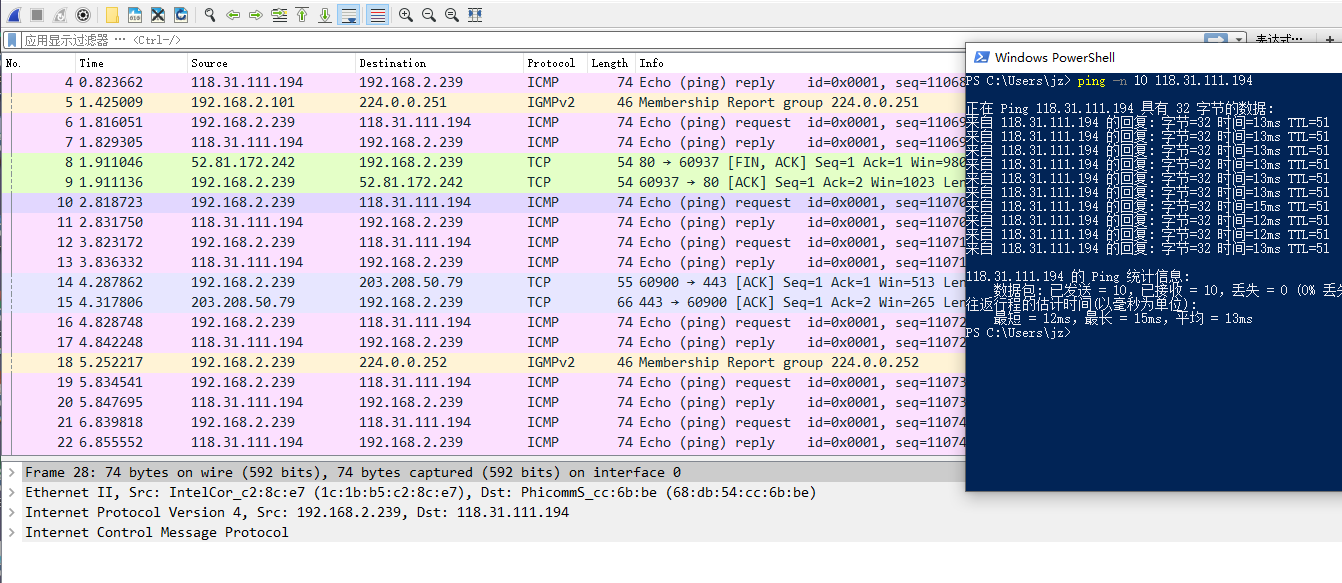 应用显示过滤器 … <Ctrl-/>
表达式…
+
No. Time Source Destination Protocol Length Info
4 0.823662 118.31.111.194 192.168.2.239 ICMP 74 Echo (ping) reply id=0x0001, seq=11068
5 1.425009 192.168.2.101 224.0.0.251 IGMPv2 46 Membership Report group 224.0.0.251
6 1.816051 192.168.2.239 118.31.111.194 ICMP 74 Echo (ping) request id=0x0001, seq=11069
7 1.829305 118.31.111.194 192.168.2.239 ICMP 74 Echo (ping) reply id=0x0001, seq=11069
8 1.911046 52.81.172.242 192.168.2.239 TCP 54 80 → 60937 [FIN, ACK] Seq=1 Ack=1 Win=980
9 1.911136 192.168.2.239 52.81.172.242 TCP 54 60937 → 80 [ACK] Seq=1 Ack=2 Win=1023 Len
10 2.818723 192.168.2.239 118.31.111.194 ICMP 74 Echo (ping) request id=0x0001, seq=11070
11 2.831750 118.31.111.194 192.168.2.239 ICMP 74 Echo (ping) reply id=0x0001, seq=11070
12 3.823172 192.168.2.239 118.31.111.194 ICMP 74 Echo (ping) request id=0x0001, seq=11071
13 3.836332 118.31.111.194 192.168.2.239 ICMP 74 Echo (ping) reply id=0x0001, seq=11071
14 4.287862 192.168.2.239 203.208.50.79 TCP 55 60900 → 443 [ACK] Seq=1 Ack=1 Win=513 Len
15 4.317806 203.208.50.79 192.168.2.239 TCP 66 443 → 60900 [ACK] Seq=1 Ack=2 Win=265 Len
16 4.828748 192.168.2.239 118.31.111.194 ICMP 74 Echo (ping) request id=0x0001, seq=11072
17 4.842248 118.31.111.194 192.168.2.239 ICMP 74 Echo (ping) reply id=0x0001, seq=11072
18 5.252217 192.168.2.239 224.0.0.252 IGMPv2 46 Membership Report group 224.0.0.252
19 5.834541 192.168.2.239 118.31.111.194 ICMP 74 Echo (ping) request id=0x0001, seq=11073
20 5.847695 118.31.111.194 192.168.2.239 ICMP 74 Echo (ping) reply id=0x0001, seq=11073
21 6.839818 192.168.2.239 118.31.111.194 ICMP 74 Echo (ping) request id=0x0001, seq=11074
22 6.855552 118.31.111.194 192.168.2.239 ICMP 74 Echo (ping) reply id=0x0001, seq=11074
Frame 28: 74 bytes on wire (592 bits), 74 bytes captured (592 bits) on interface 0
Ethernet II, Src: IntelCor_c2:8c:e7 (1c:1b:b5:c2:8c:e7), Dst: PhicommS_cc:6b:be (68:db:54:cc:6b:be)
Internet Protocol Version 4, Src: 192.168.2.239, Dst: 118.31.111.194
Internet Control Message Protocol
Windows PowerShell
PS C:\Users\jz> ping -n 10 118.31.111.194
正在 Ping 118.31.111.194 具有 32 字节的数据:
来自 118.31.111.194 的回复: 字节=32 时间=13ms TTL=51
来自 118.31.111.194 的回复: 字节=32 时间=13ms TTL=51
来自 118.31.111.194 的回复: 字节=32 时间=13ms TTL=51
来自 118.31.111.194 的回复: 字节=32 时间=13ms TTL=51
来自 118.31.111.194 的回复: 字节=32 时间=13ms TTL=51
来自 118.31.111.194 的回复: 字节=32 时间=13ms TTL=51
来自 118.31.111.194 的回复: 字节=32 时间=15ms TTL=51
来自 118.31.111.194 的回复: 字节=32 时间=12ms TTL=51
来自 118.31.111.194 的回复: 字节=32 时间=12ms TTL=51
来自 118.31.111.194 的回复: 字节=32 时间=13ms TTL=51
118.31.111.194 的 Ping 统计信息:
数据包: 已发送 = 10，已接收 = 10，丢失 = 0 (0% 丢失
往返行程的估计时间(以毫秒为单位):
最短 = 12ms，最长 = 15ms，平均 = 13ms
PS C:\Users\jz>